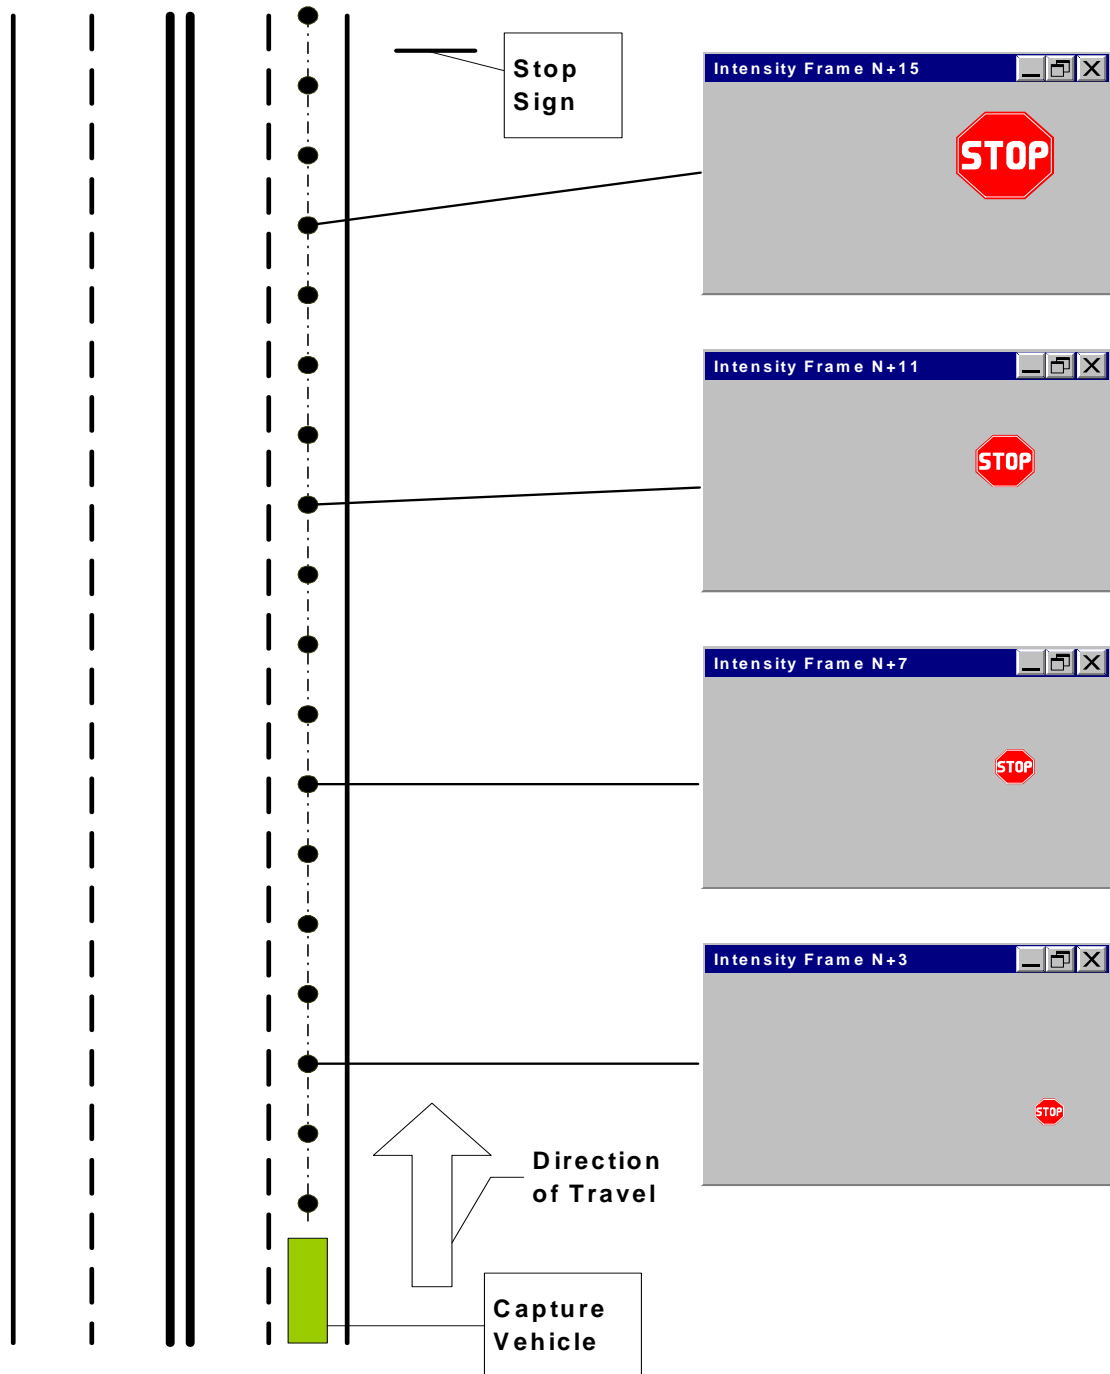 Stop
Sign
Intensity Frame N+15
STOP
Intensity Frame N+11
STOP
Intensity Frame N+7
STOP
Intensity Frame N+3
STOP
Direction
of Travel
Capture
Vehicle